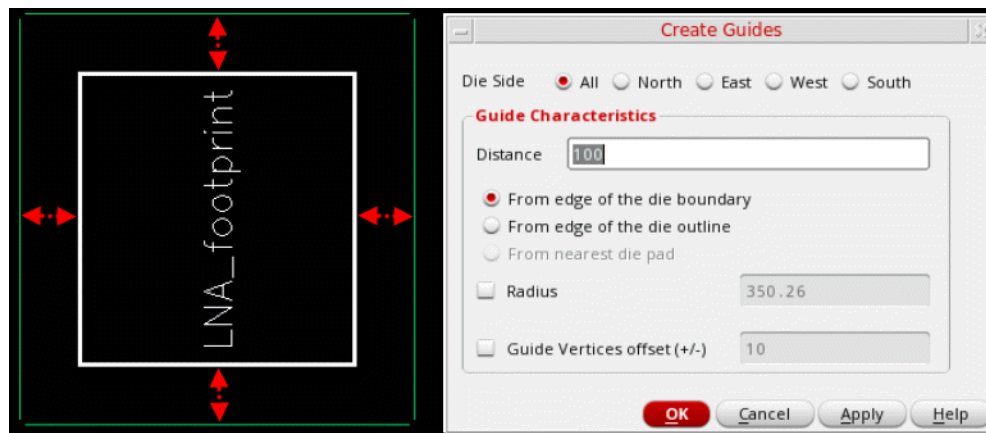 LNA_footprint
Create Guides
Die Side All North East West South
Guide Characteristics
Distance 100
From edge of the die boundary
From edge of the die outline
From nearest die pad
Radius 350.26
Guide Vertices offset (+/-) 10
OK Cancel Apply Help